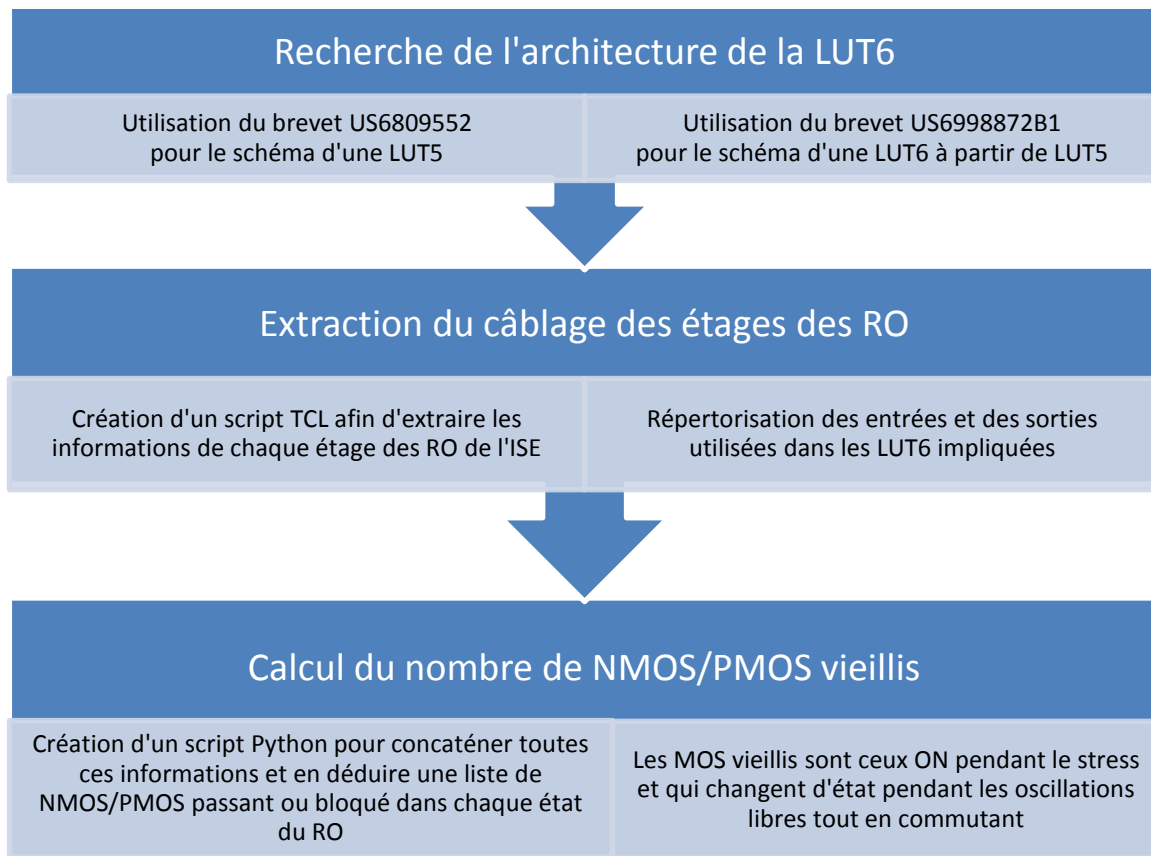 Recherche de l'architecture de la LUT6
Utilisation du brevet US6809552
pour le schéma d'une LUT5
Utilisation du brevet US6998872B1
pour le schéma d'une LUT6 à partir de LUT5
Extraction du câblage des étages des RO
Création d'un script TCL afin d'extraire les
informations de chaque étage des RO de l'ISE
Répertorisation des entrées et des sorties
utilisées dans les LUT6 impliquées
Calcul du nombre de NMOS/PMOS vieillis
Création d'un script Python pour concaténer toutes
ces informations et en déduire une liste de
NMOS/PMOS passant ou bloqué dans chaque état
du RO
Les MOS vieillis sont ceux ON pendant le stress
et qui changent d'état pendant les oscillations
libres tout en commutant